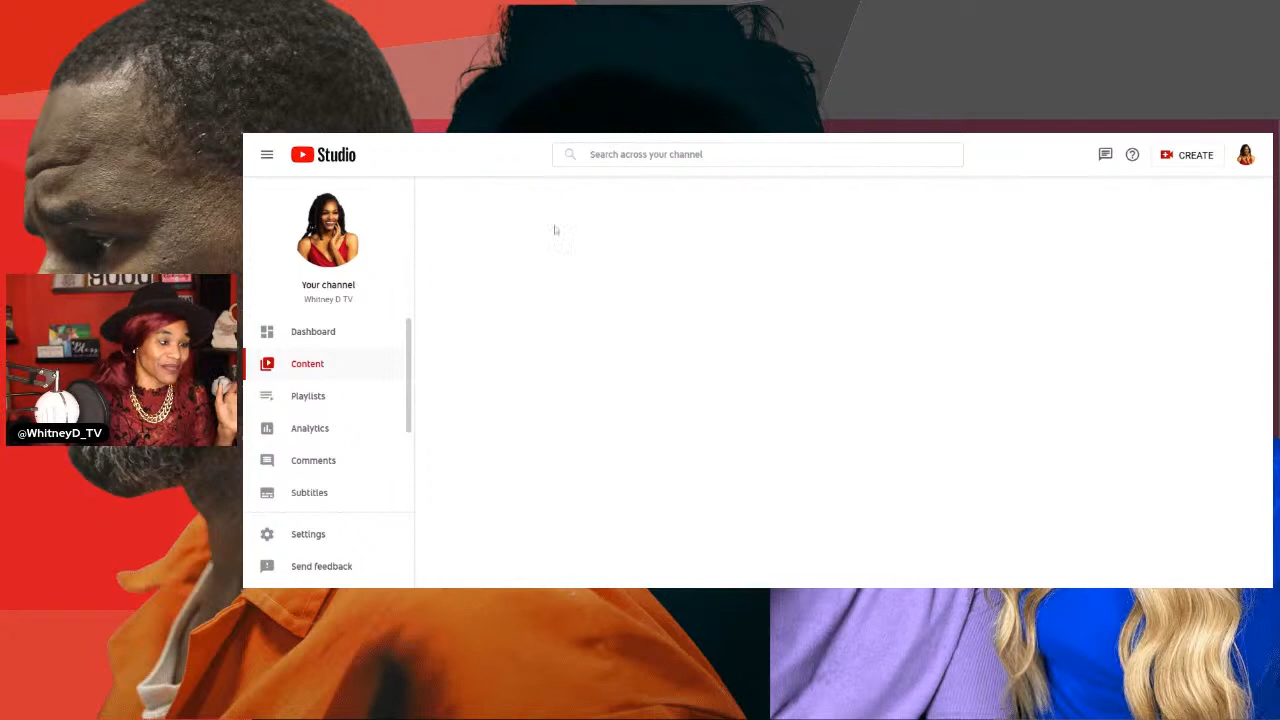 Studio
Search across your channel
CREATE
Your channel
Whitney D TV
Dashboard
Content
Playlists
Analytics
Comments
Subtitles
Settings
Send feedback
Bless
@WhitneyD_TV